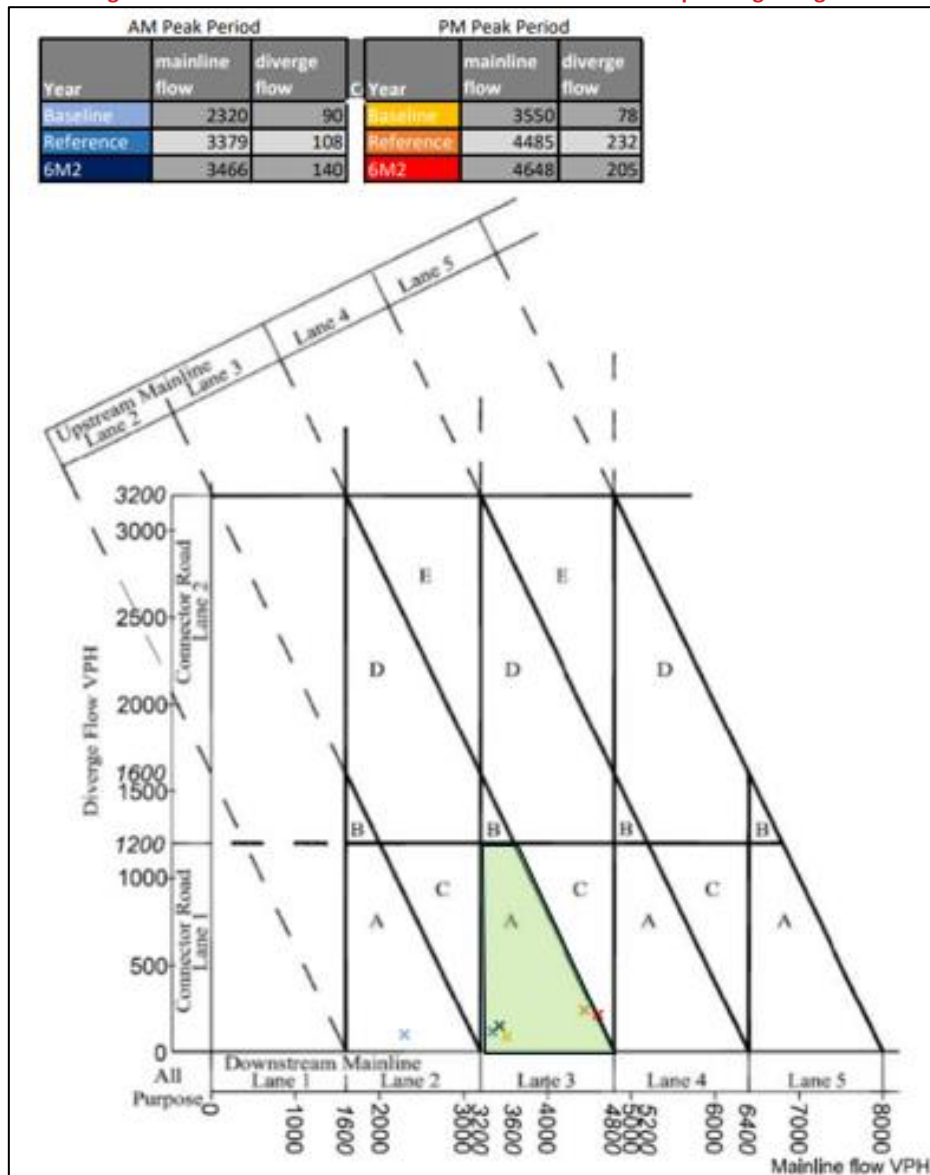 AM Peak Period
PM Peak Period
Year mainline flow diverge flow
Baseline 2320 90
Reference 3379 108
6M2 3466 140
C Year mainline flow diverge flow
Baseline 3550 78
Reference 4485 232
6M2 4648 205
Upstream Mainline
Lane 2 Lane 3 Lane 4 Lane 5
3200
3000
2500
2000
1600
1500
1200
1000
500
0
Diverge Flow VPH
Connector Road Lane 2
Connector Road Lane 1
E E
D D D
B B B B
C C C
A A A A
Downstream Mainline
All Purpose
Lane 1 Lane 2 Lane 3 Lane 4 Lane 5
0 1000 1600 2000 3000 3200 3600 4000 4800 5000 5200 6000 6400 7000 8000
Mainline flow VPH